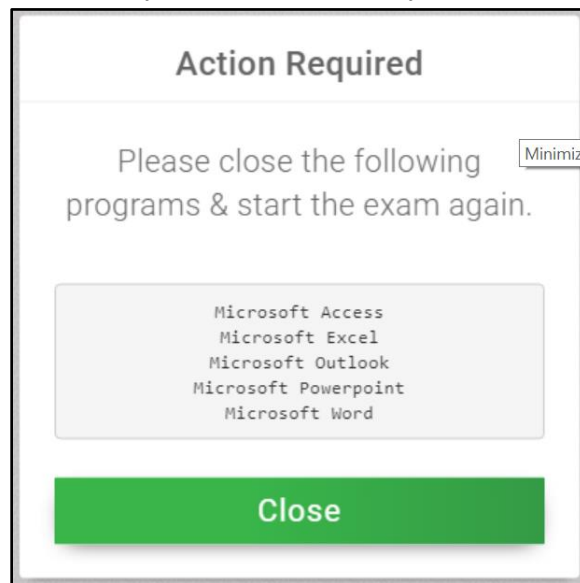 Action Required
Please close the following
programs & start the exam again.
Microsoft Access
Microsoft Excel
Microsoft Outlook
Microsoft Powerpoint
Microsoft Word
Close